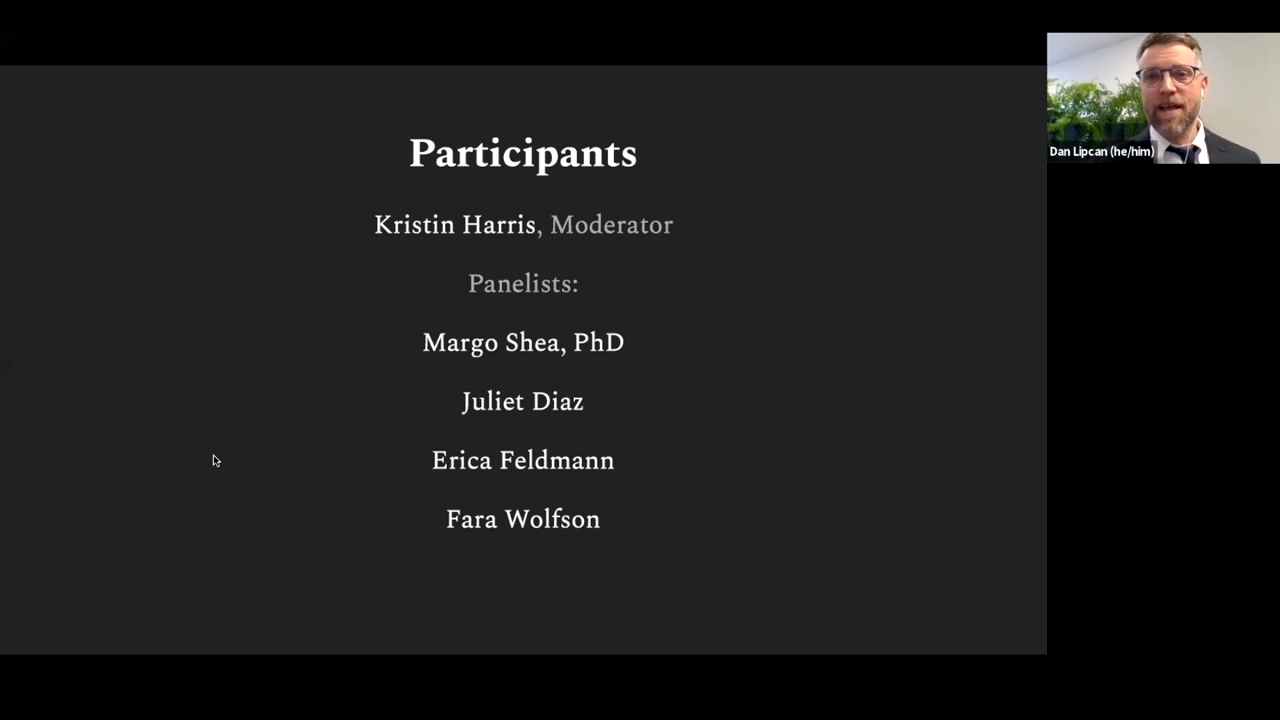 Participants
Kristin Harris, Moderator
Panelists:
Margo Shea, PhD
Juliet Diaz
Erica Feldmann
Fara Wolfson
Dan Lipcan (he/him)